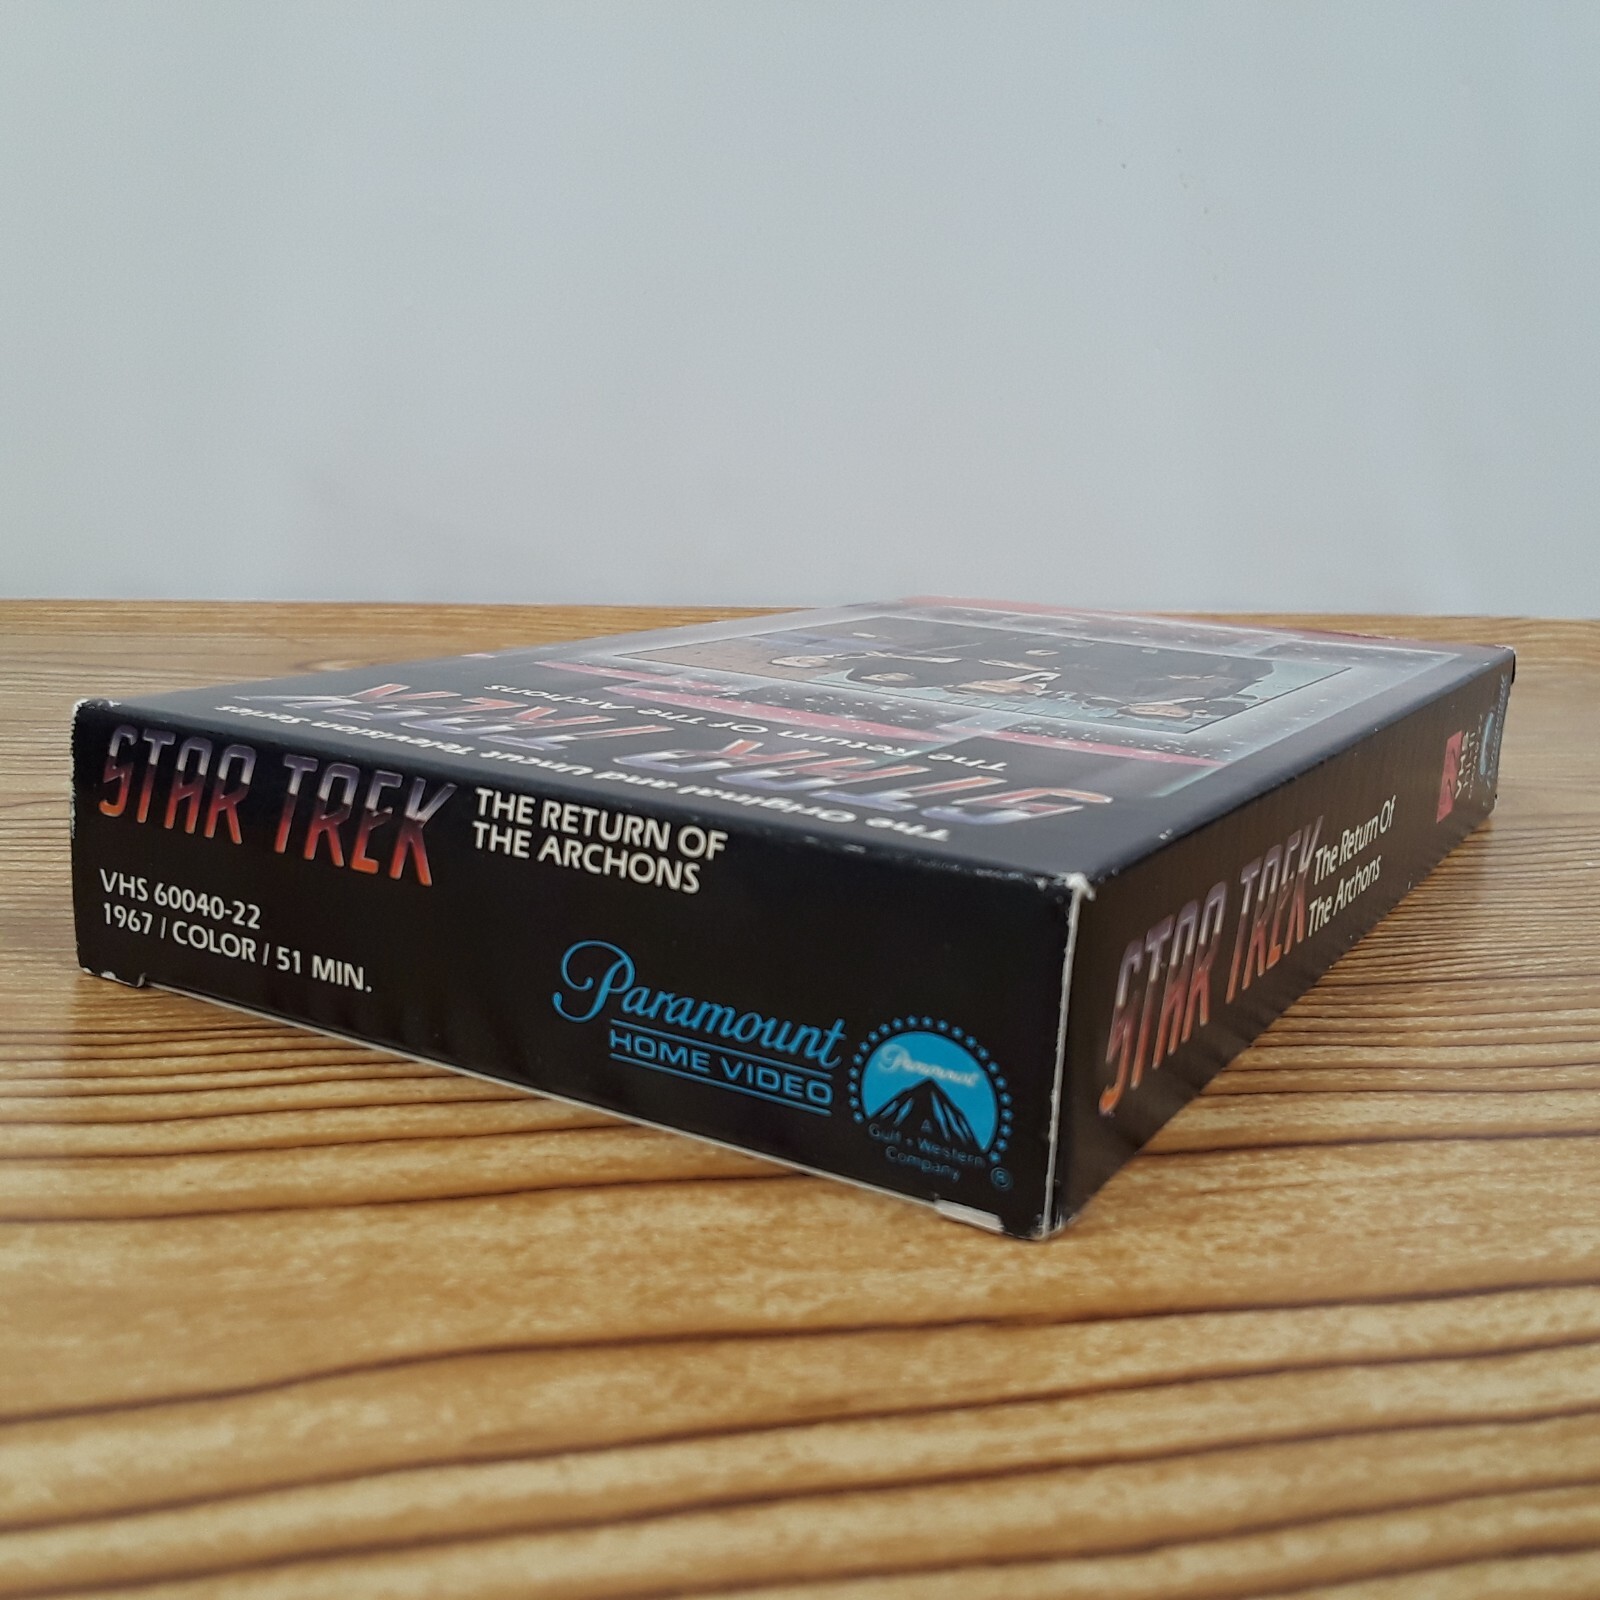 The Original and Uncut Television Series
STAR TREK
The Return Of The Archons
STAR TREK
THE RETURN OF
THE ARCHONS
VHS 60040-22
1967 / COLOR / 51 MIN.
Paramount
HOME VIDEO
Paramount
A
Gulf + Western
Company
®
STAR TREK
The Return Of
The Archons
VHS